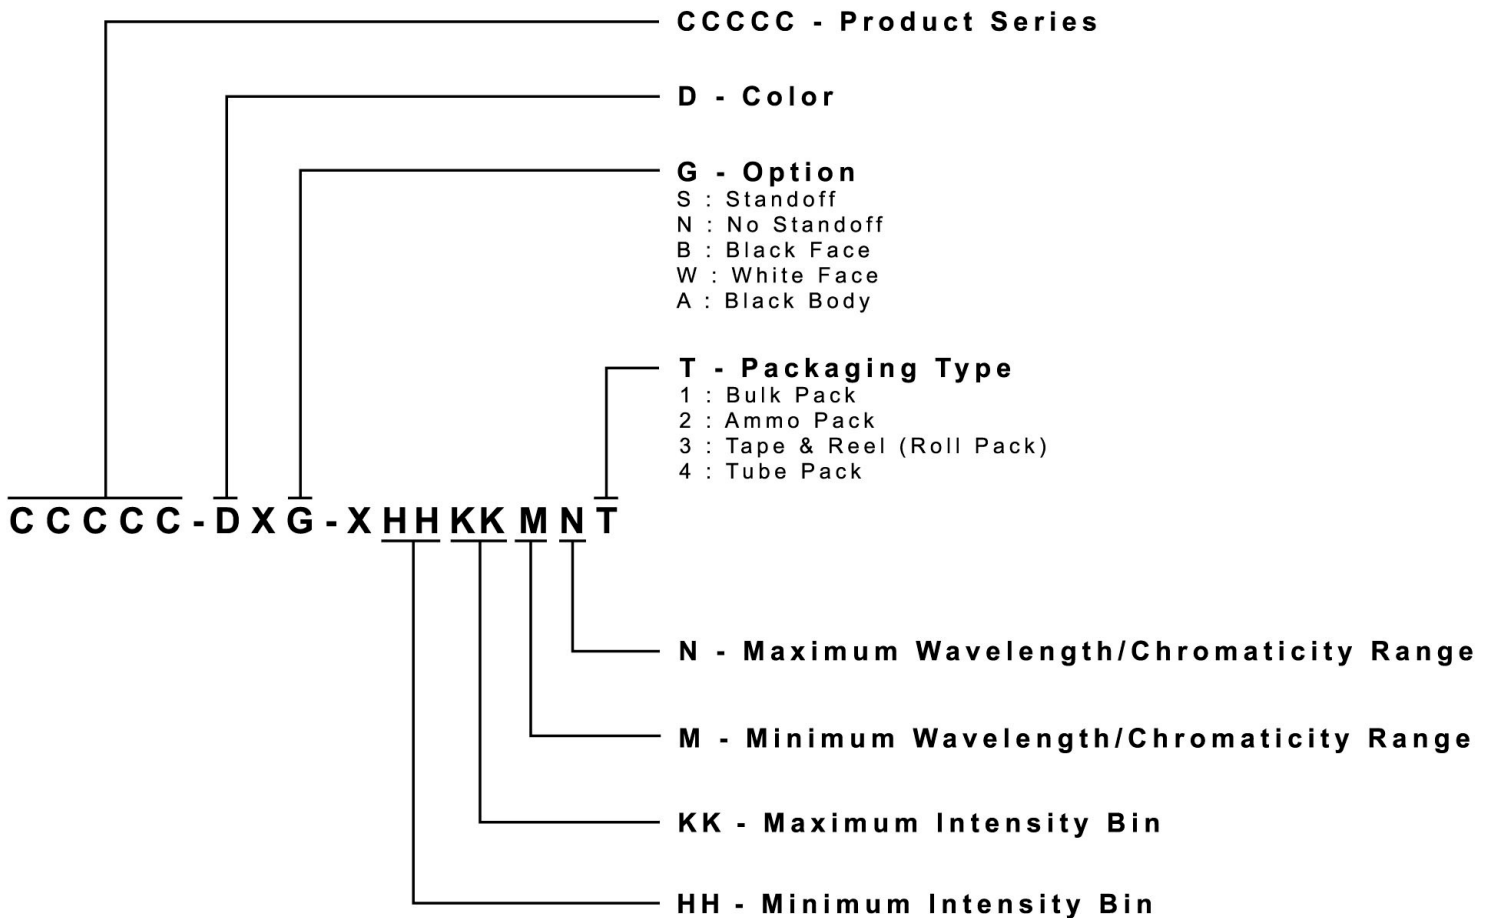 CCCCC - Product Series
D - Color
G - Option
S : Standoff
N : No Standoff
B : Black Face
W : White Face
A : Black Body
T - Packaging Type
1 : Bulk Pack
2 : Ammo Pack
3 : Tape & Reel (Roll Pack)
4 : Tube Pack
CCCCC-DXG-XHHKKMNT
N - Maximum Wavelength/Chromaticity Range
M - Minimum Wavelength/Chromaticity Range
KK - Maximum Intensity Bin
HH - Minimum Intensity Bin